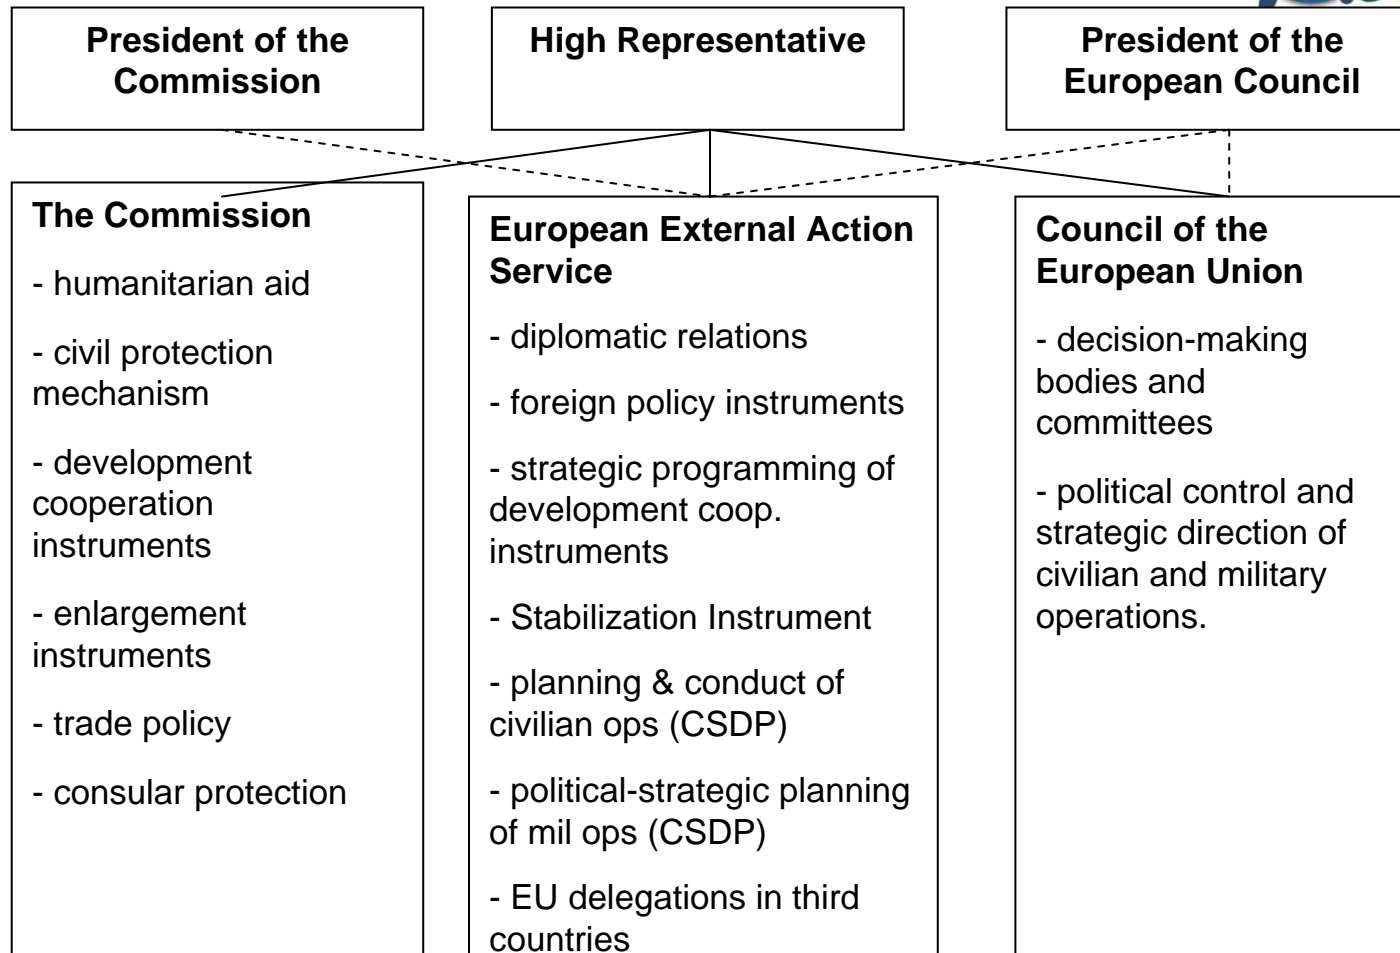 President of the
Commission
High Representative
President of the
European Council
The Commission
- humanitarian aid
- civil protection
mechanism
- development
cooperation
instruments
- enlargement
instruments
- trade policy
- consular protection
European External Action
Service
- diplomatic relations
- foreign policy instruments
- strategic programming of
development coop.
instruments
- Stabilization Instrument
- planning & conduct of
civilian ops (CSDP)
- political-strategic planning
of mil ops (CSDP)
- EU delegations in third
countries
Council of the
European Union
- decision-making
bodies and
committees
- political control and
strategic direction of
civilian and military
operations.